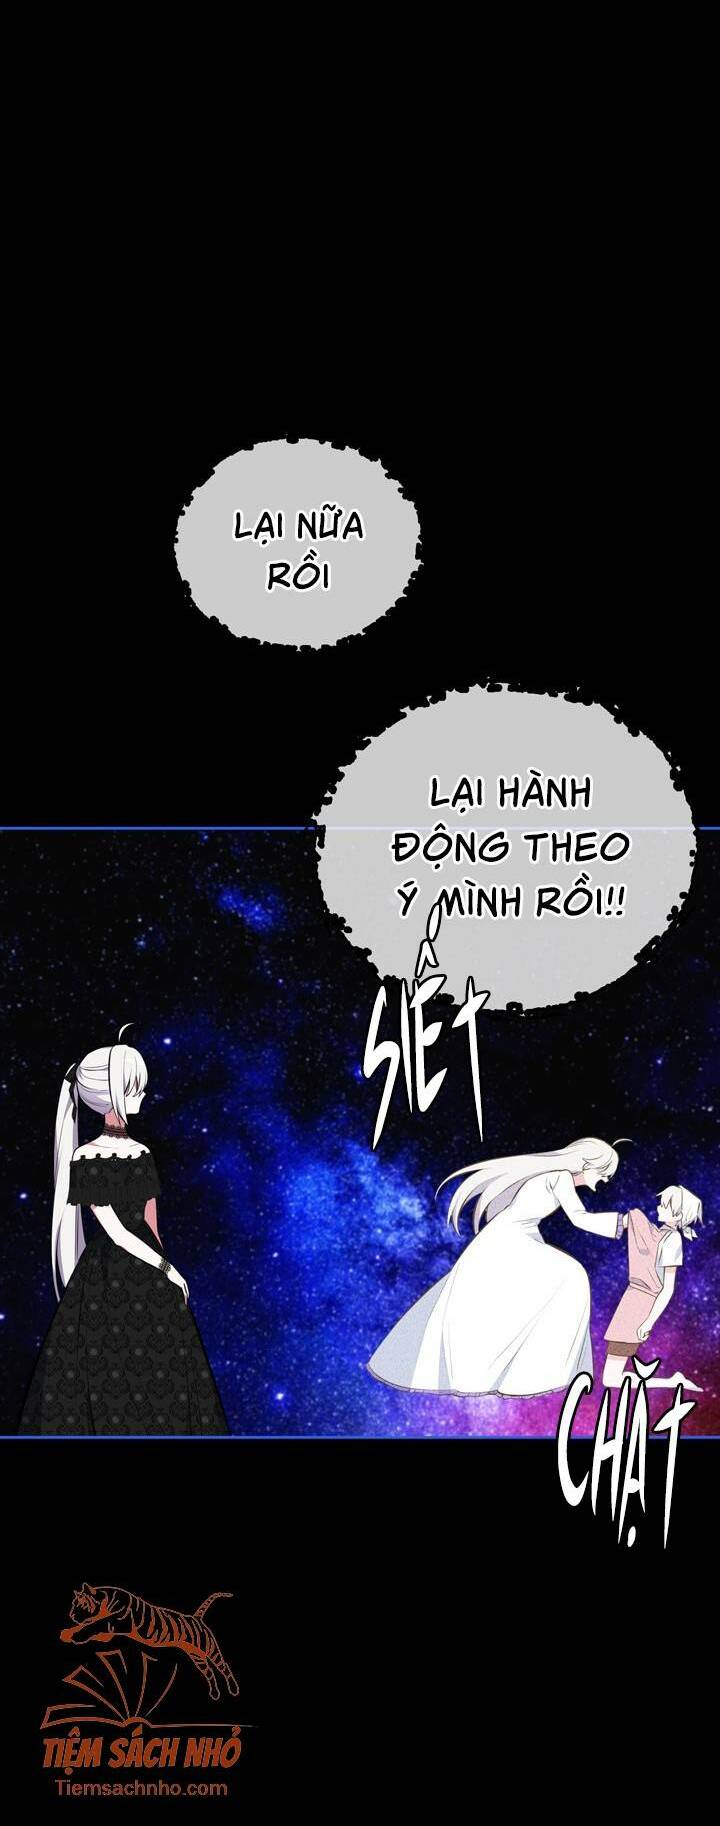 LẠI NỮA
RỒI
LẠI HÀNH
ĐỘNG THEO
Ý MÌNH RỒI!!
SIẾT
CHẶT
TIỆM SÁCH NHỎ
Tiemsachnho.com